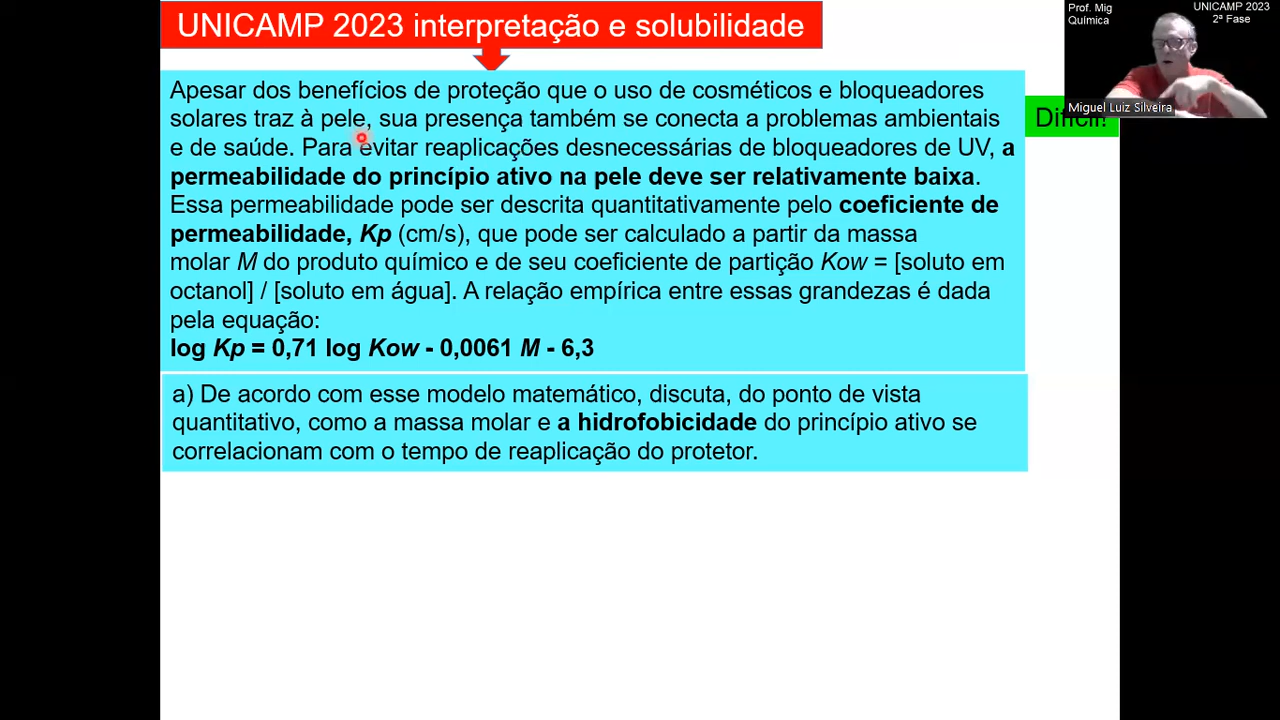 UNICAMP 2023 interpretação e solubilidade
Prof. Mig
Química
UNICAMP 2023
2ª Fase
Miguel Luiz Silveira
Difícil!
Apesar dos benefícios de proteção que o uso de cosméticos e bloqueadores
solares traz à pele, sua presença também se conecta a problemas ambientais
e de saúde. Para evitar reaplicações desnecessárias de bloqueadores de UV, a
permeabilidade do princípio ativo na pele deve ser relativamente baixa.
Essa permeabilidade pode ser descrita quantitativamente pelo coeficiente de
permeabilidade, Kp (cm/s), que pode ser calculado a partir da massa
molar M do produto químico e de seu coeficiente de partição Kow = [soluto em
octanol] / [soluto em água]. A relação empírica entre essas grandezas é dada
pela equação:
log Kp = 0,71 log Kow - 0,0061 M - 6,3
a) De acordo com esse modelo matemático, discuta, do ponto de vista
quantitativo, como a massa molar e a hidrofobicidade do princípio ativo se
correlacionam com o tempo de reaplicação do protetor.